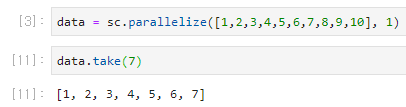 [3]: data = sc.parallelize([1,2,3,4,5,6,7,8,9,10], 1)
[11]: data.take(7)
[11]: [1, 2, 3, 4, 5, 6, 7]